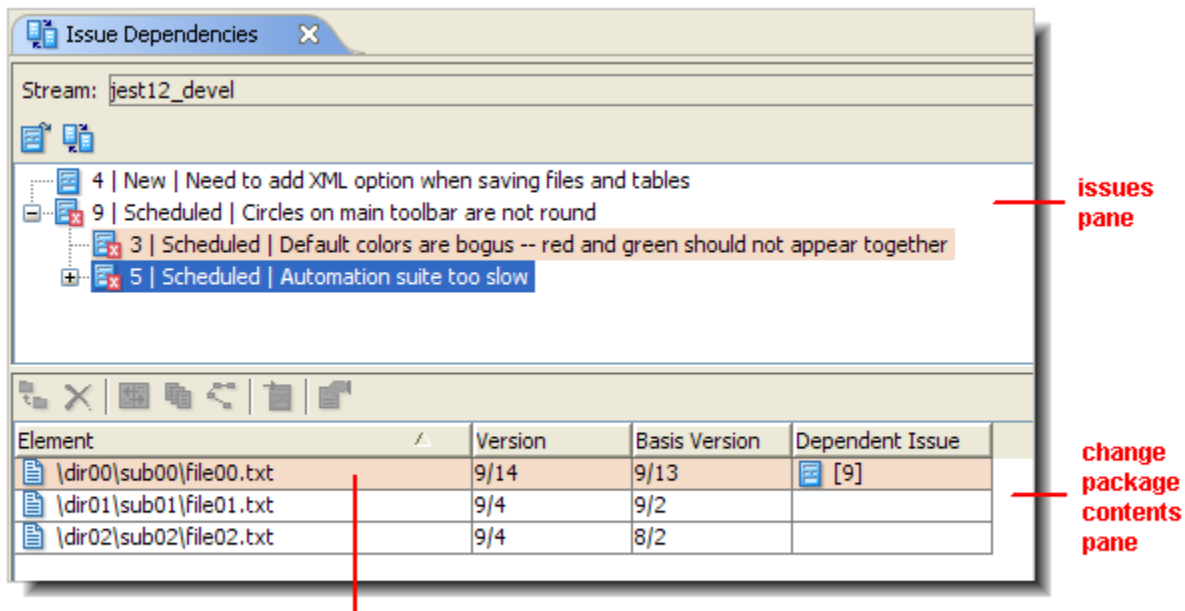 Issue Dependencies
Stream: jest12_devel
4 | New | Need to add XML option when saving files and tables
9 | Scheduled | Circles on main toolbar are not round
3 | Scheduled | Default colors are bogus -- red and green should not appear together
5 | Scheduled | Automation suite too slow
issues
pane
Element Version Basis Version Dependent Issue
\dir00\sub00\file00.txt 9/14 9/13 [9]
\dir01\sub01\file01.txt 9/4 9/2
\dir02\sub02\file02.txt 9/4 8/2
change
package
contents
pane